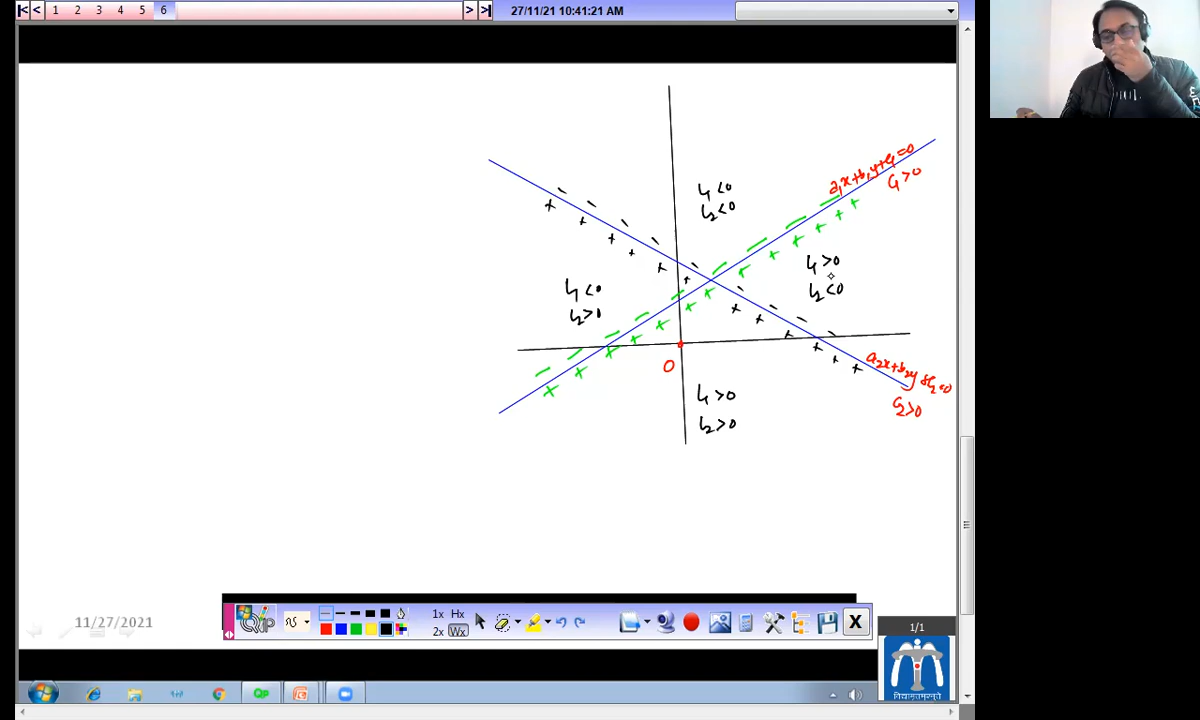 1 2 3 4 5 6
27/11/21 10:41:21 AM
a₁x+b₁y+c₁=0
c₁>0
L₁<0
L₂<0
L₁>0
L₂<0
L₁<0
L₂>0
O
a₂x+b₂y+c₂=0
c₂>0
L₁>0
L₂>0
1x Hx
2x Wx
X
11/27/2021
1/1